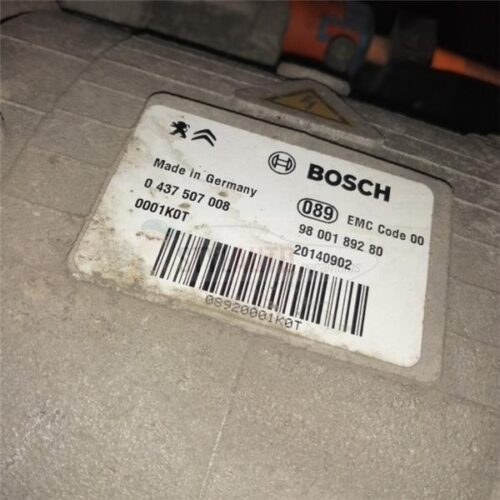 BOSCH
Made in Germany
0 437 507 008
0001K0T
089 EMC Code 00
98 001 892 80
20140902
08920001K0T